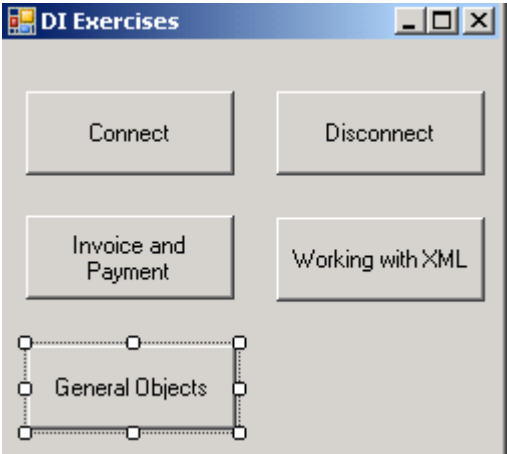 DI Exercises
Connect
Disconnect
Invoice and
Payment
Working with XML
General Objects